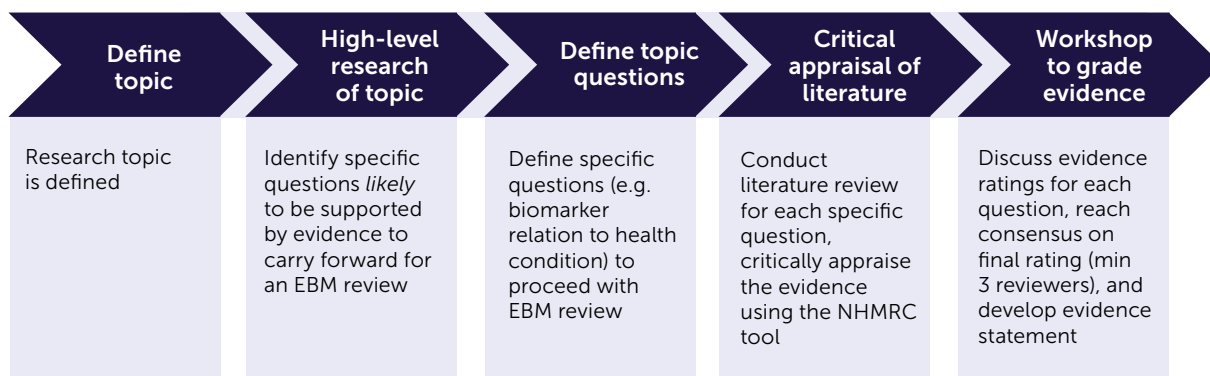 Define
topic
High-level
research
of topic
Define topic
questions
Critical
appraisal of
literature
Workshop
to grade
evidence
Research topic
is defined
Identify specific
questions likely
to be supported
by evidence to
carry forward for
an EBM review
Define specific
questions (e.g.
biomarker
relation to health
condition) to
proceed with
EBM review
Conduct
literature review
for each specific
question,
critically appraise
the evidence
using the NHMRC
tool
Discuss evidence
ratings for each
question, reach
consensus on
final rating (min
3 reviewers), and
develop evidence
statement